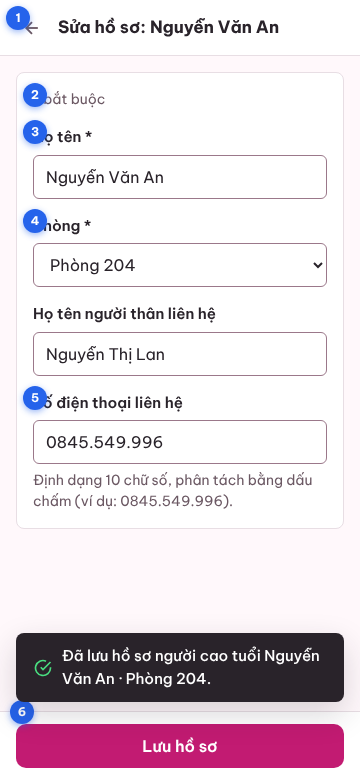 1
Sửa hồ sơ: Nguyễn Văn An
2
bắt buộc
3
ọ tên *
Nguyễn Văn An
4
hòng *
Phòng 204
Họ tên người thân liên hệ
Nguyễn Thị Lan
5
ố điện thoại liên hệ
0845.549.996
Định dạng 10 chữ số, phân tách bằng dấu
chấm (ví dụ: 0845.549.996).
Đã lưu hồ sơ người cao tuổi Nguyễn
Văn An · Phòng 204.
6
Lưu hồ sơ